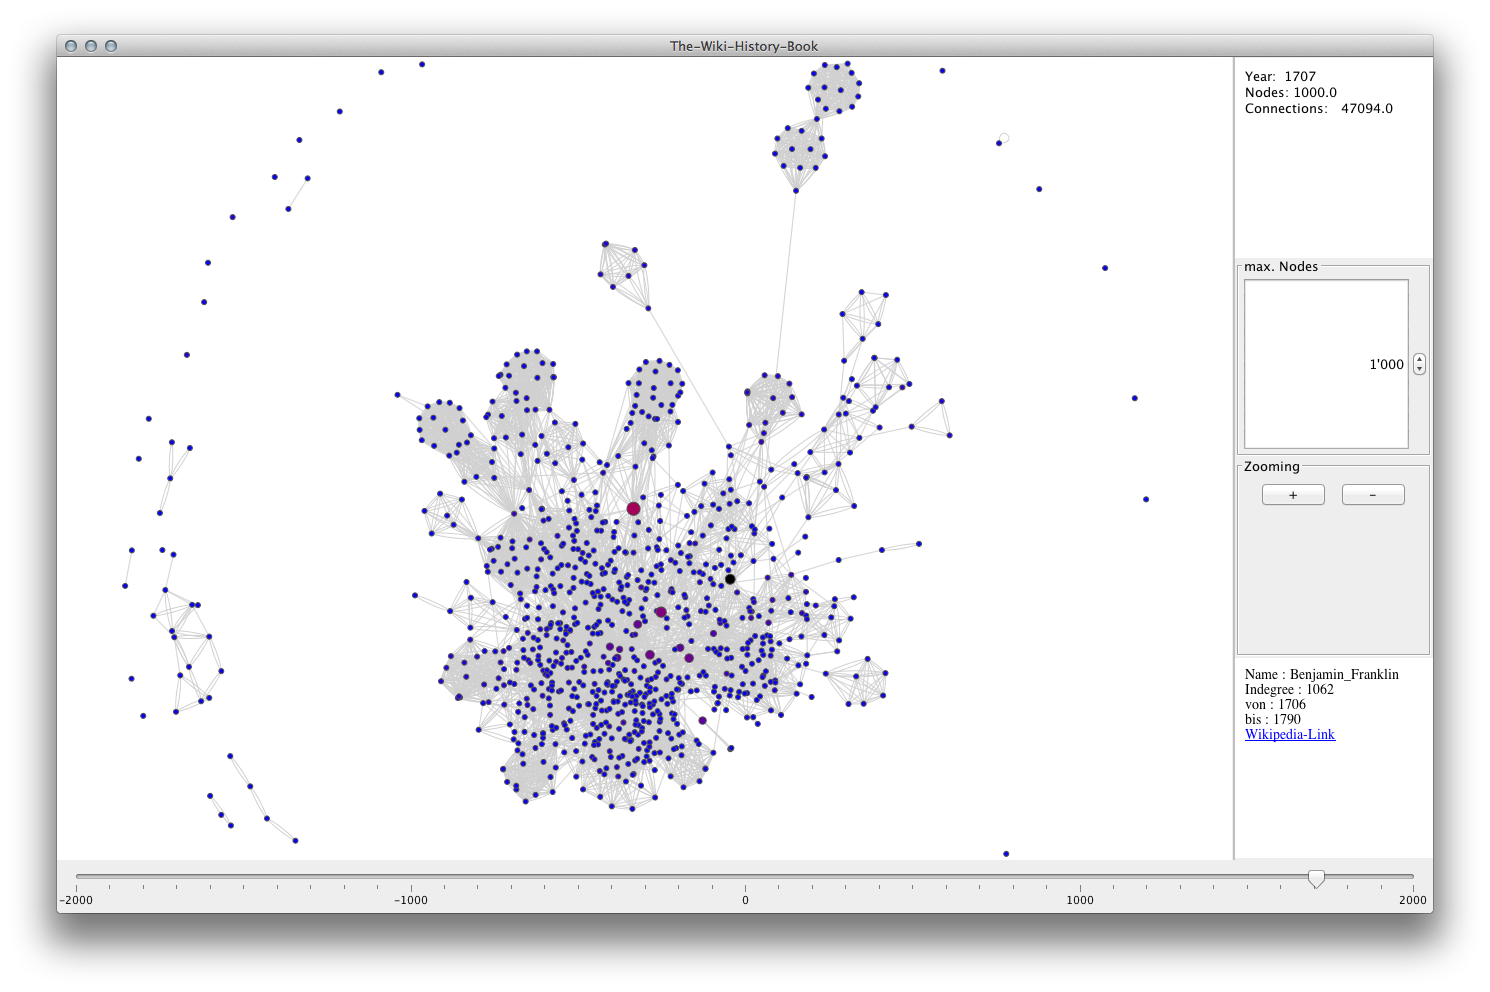 The-Wiki-History-Book
Year: 1707
Nodes: 1000.0
Connections: 47094.0
max. Nodes
1'000
Zooming
+ -
Name : Benjamin_Franklin
Indegree : 1062
von : 1706
bis : 1790
Wikipedia-Link
-2000 -1000 0 1000 2000